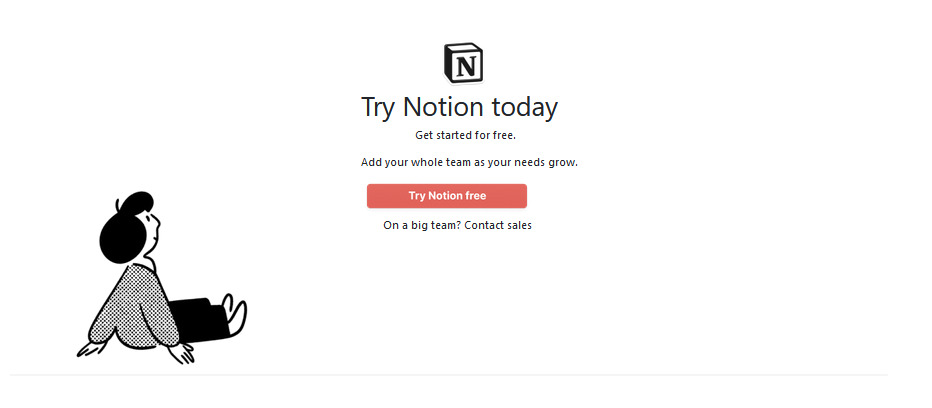 N
Try Notion today
Get started for free.
Add your whole team as your needs grow.
Try Notion free
On a big team? Contact sales